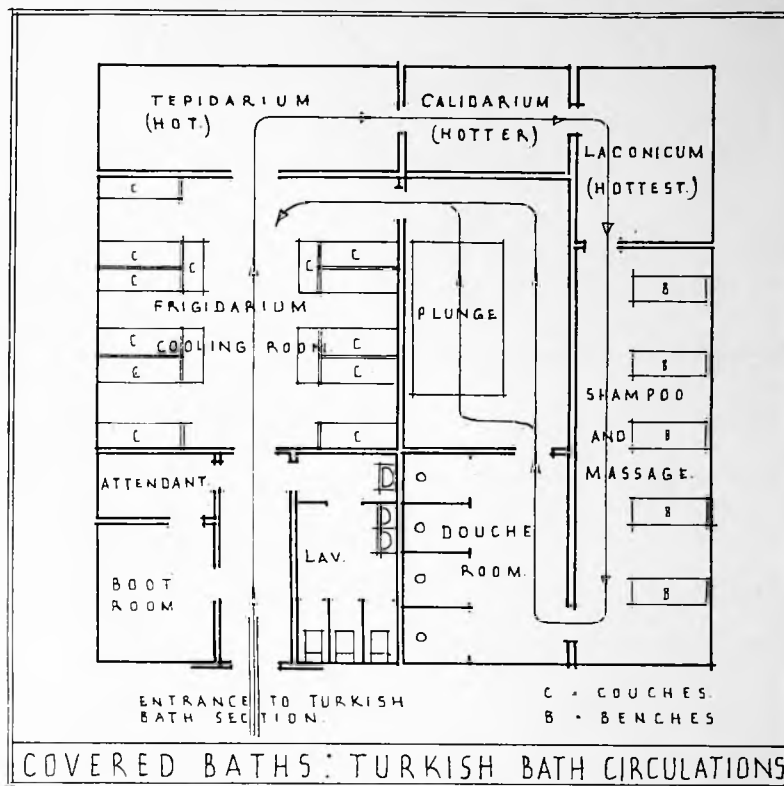 TEPIDARIUM
(HOT.)
CALIDARIUM
(HOTTER)
LACONICUM
(HOTTEST.)
C
C
C
C
C
C
C
FRIGIDARIUM
COOLING ROOM.
C
C
C
C
C
C
PLUNGE
B
B
SHAMPOO
AND
B
MASSAGE.
B
B
ATTENDANT.
BOOT
ROOM
LAV.
DOUCHE
ROOM.
ENTRANCE TO TURKISH
BATH SECTION.
C - COUCHES.
B - BENCHES
COVERED BATHS: TURKISH BATH CIRCULATIONS